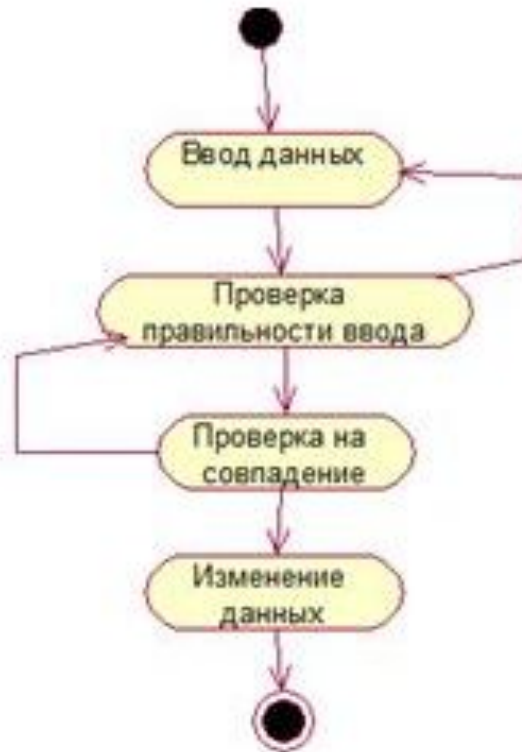 Ввод данных
Проверка
правильности ввода
Проверка на
совпадение
Изменение
данных